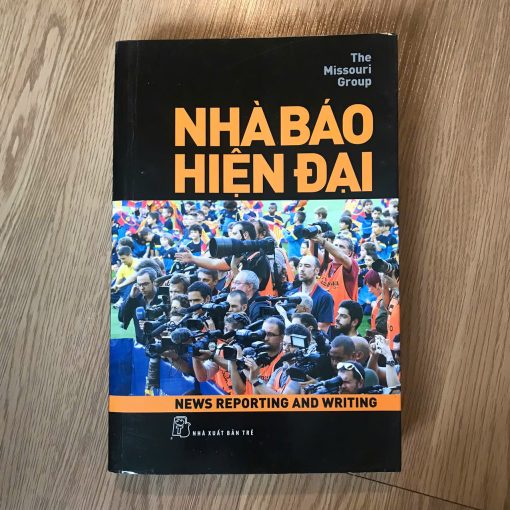 The
Missouri
Group
NHÀ BÁO
HIỆN ĐẠI
NEWS REPORTING AND WRITING
NHÀ XUẤT BẢN TRẺ